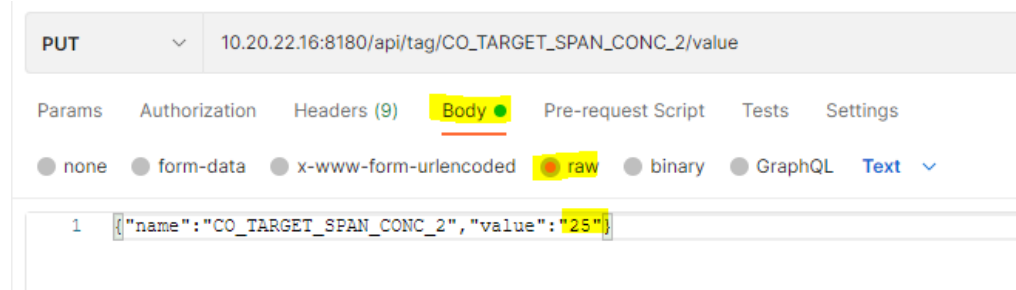 PUT 10.20.22.16:8180/api/tag/CO_TARGET_SPAN_CONC_2/value
Params Authorization Headers (9) Body Pre-request Script Tests Settings
none form-data x-www-form-urlencoded raw binary GraphQL Text
1 {"name":"CO_TARGET_SPAN_CONC_2","value":"25"}